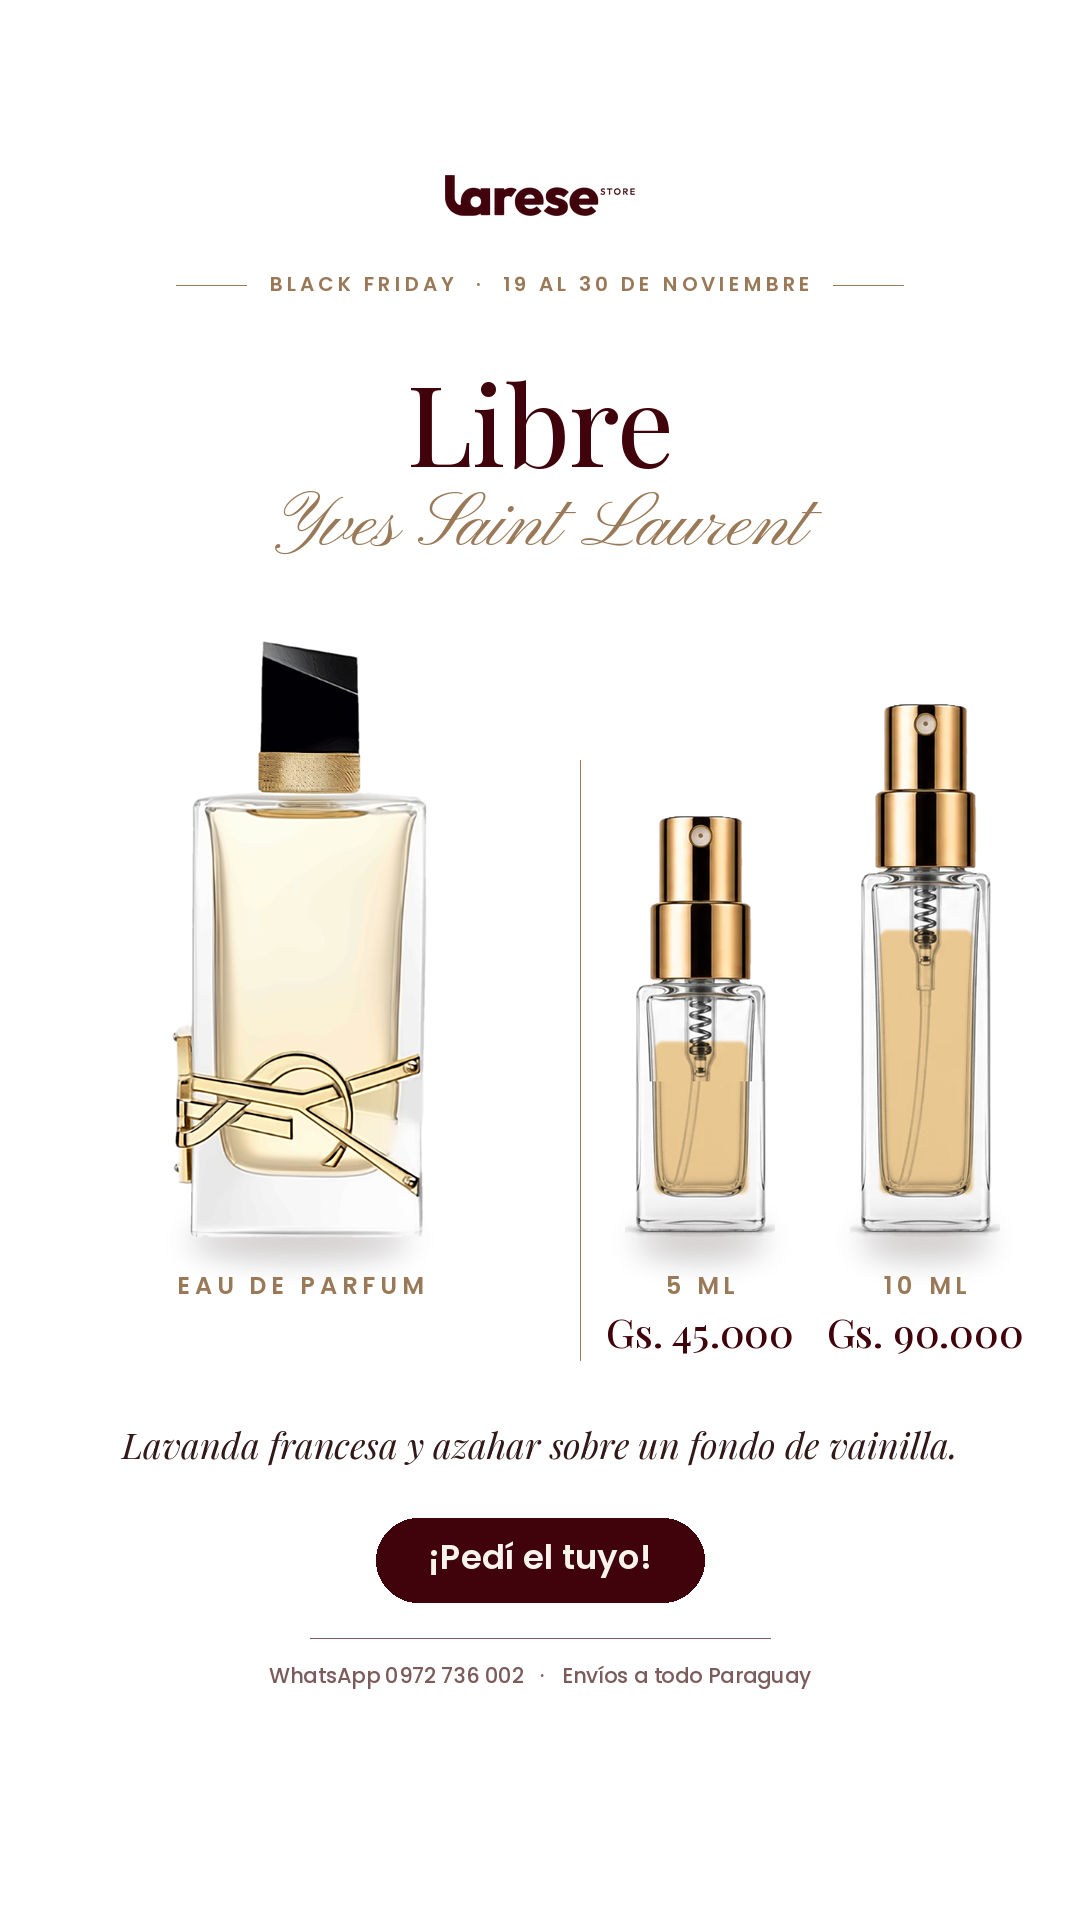 Larese STORE
BLACK FRIDAY · 19 AL 30 DE NOVIEMBRE
Libre
Yves Saint Laurent
EAU DE PARFUM
5 ML
Gs. 45.000
10 ML
Gs. 90.000
Lavanda francesa y azahar sobre un fondo de vainilla.
¡Pedí el tuyo!
WhatsApp 0972 736 002 · Envíos a todo Paraguay